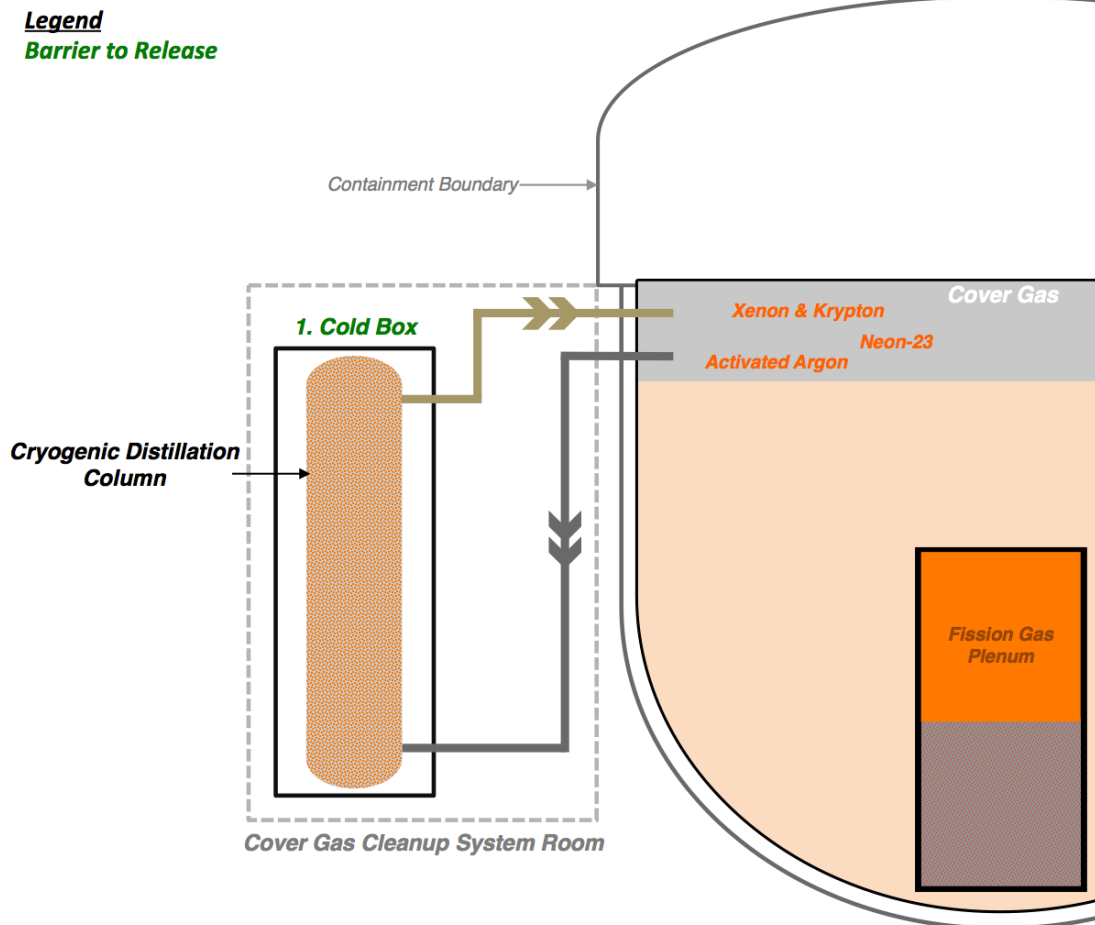 Legend
Barrier to Release
Containment Boundary
Cover Gas
Xenon & Krypton
1. Cold Box
Neon-23
Activated Argon
Cryogenic Distillation
Column
Fission Gas
Plenum
Cover Gas Cleanup System Room